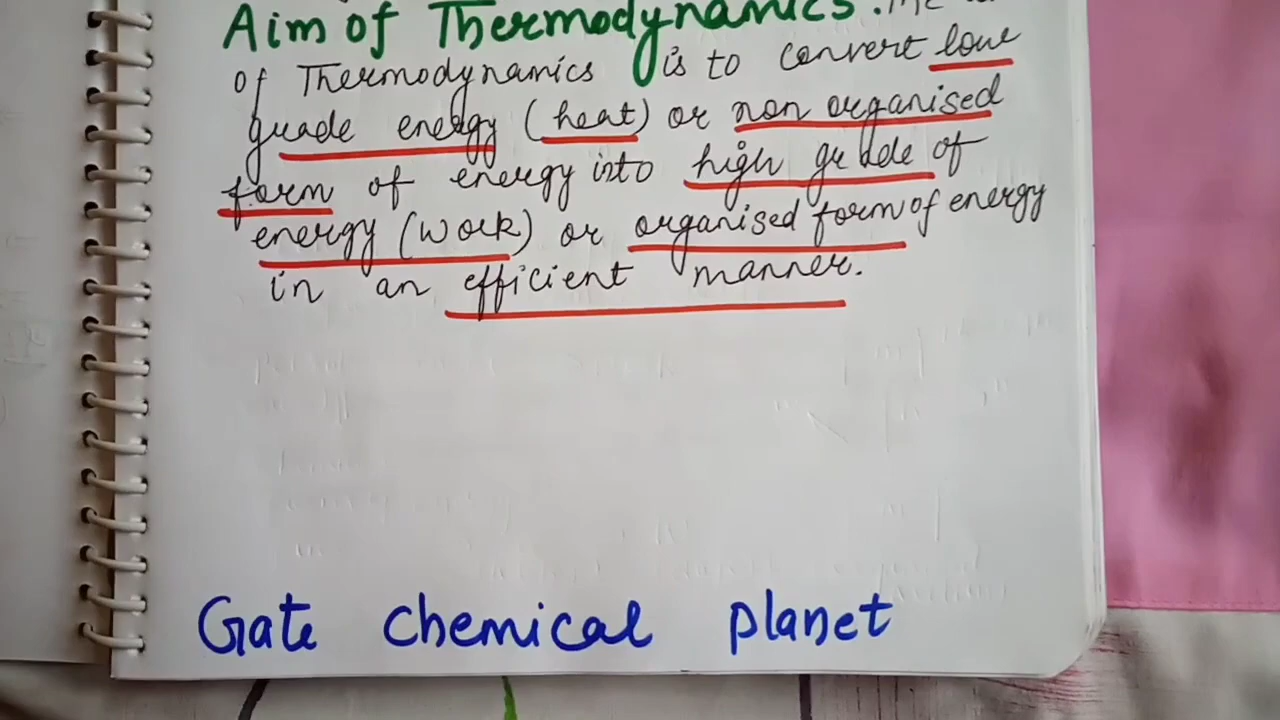 Aim of Thermodynamics.
of Thermodynamics is to convert low
grade energy (heat) or non organised
form of energy into high grade of
energy (work) or organised form of energy
in an efficient manner.
Gate chemical planet